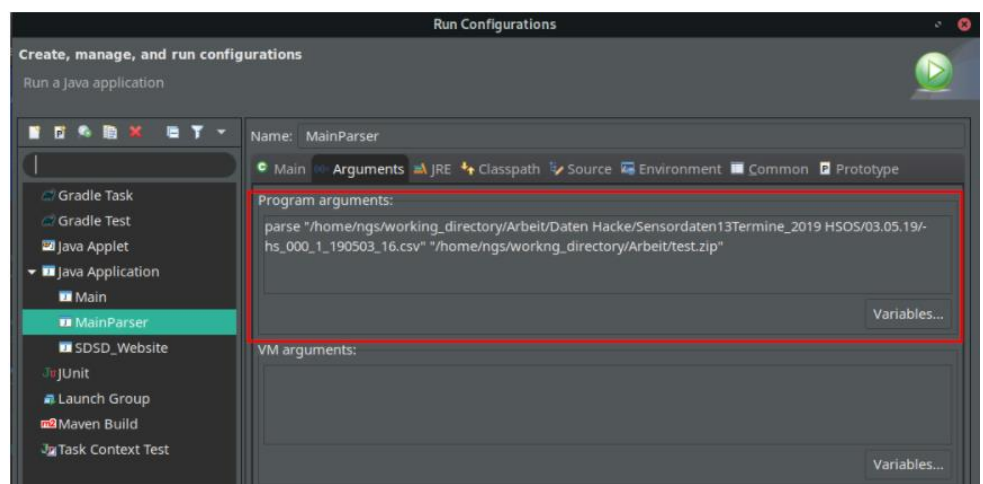 Run Configurations
Create, manage, and run configurations
Run a Java application
Name: MainParser
Main Arguments JRE Classpath Source Environment Common Prototype
Program arguments:
parse "/home/ngs/working_directory/Arbeit/Daten Hacke/Sensordaten13Termine_2019 HSOS/03.05.19/-
hs_000_1_190503_16.csv" "/home/ngs/workng_directory/Arbeit/test.zip"
Variables...
VM arguments:
Variables...
Gradle Task
Gradle Test
Java Applet
Java Application
Main
MainParser
SDSD_Website
JUnit
Launch Group
Maven Build
Task Context Test